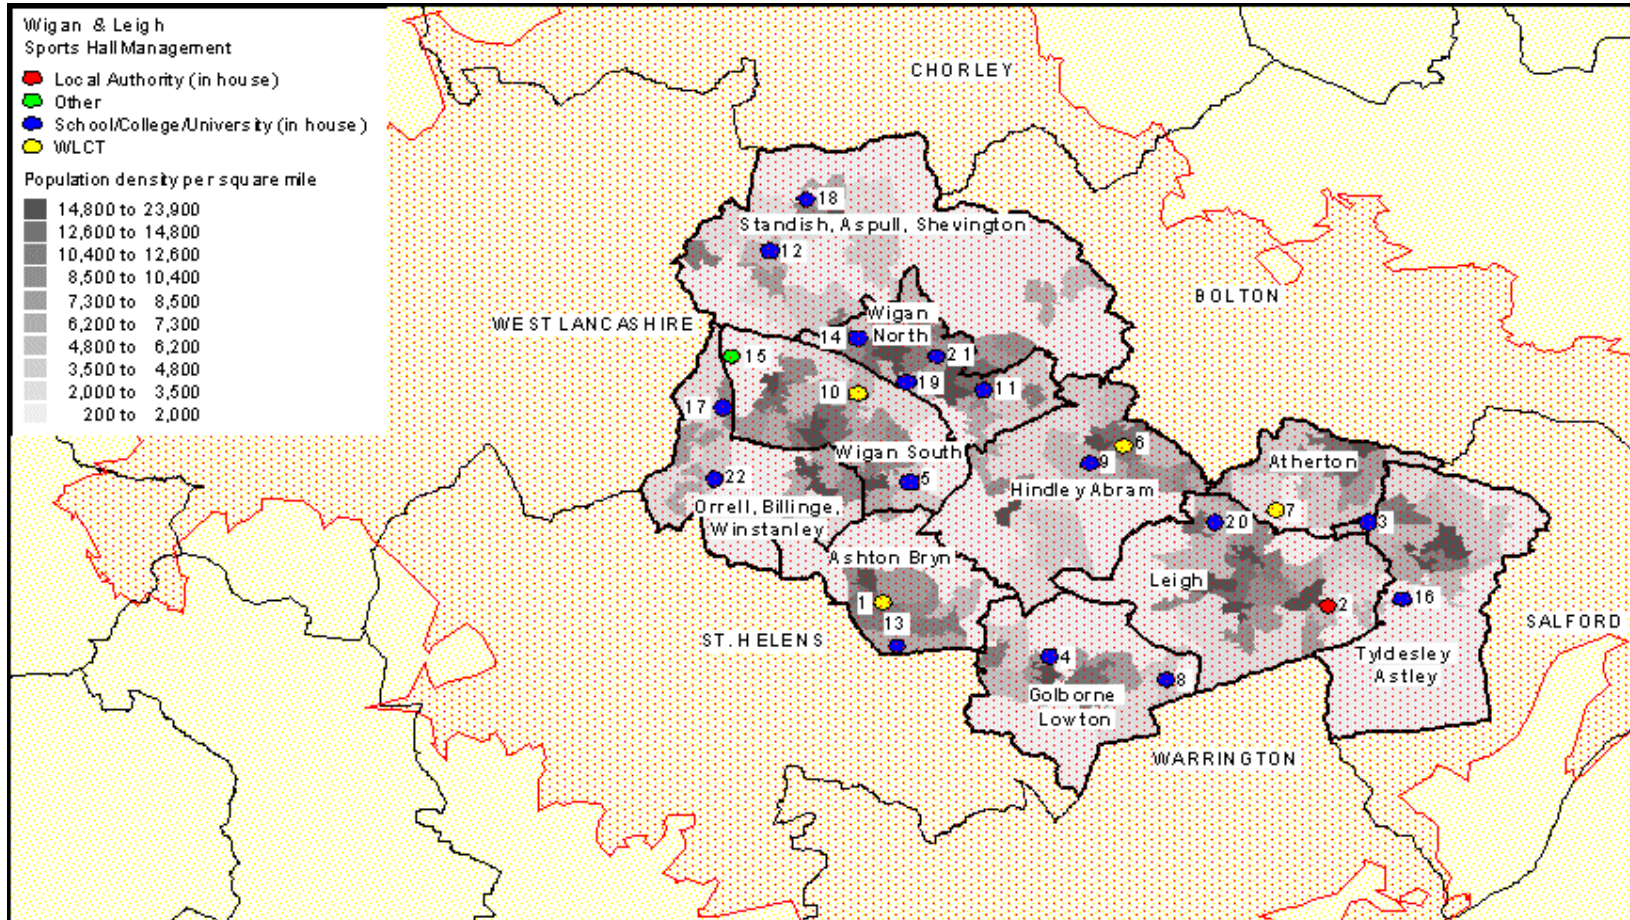 Wigan & Leigh
Sports Hall Management
Local Authority (in house)
Other
School/College/University (in house)
WLCT
Population density per square mile
14,800 to 23,900
12,600 to 14,800
10,400 to 12,600
8,500 to 10,400
7,300 to 8,500
6,200 to 7,300
4,800 to 6,200
3,500 to 4,800
2,000 to 3,500
200 to 2,000
CHORLEY
18
Standish, Aspull, Shevington
12
BOLTON
WEST LANCASHIRE
Wigan
North
14
15
21
19
10
11
17
6
Wigan South
9
Atherton
22
5
Hindley Abram
Orrell, Billinge,
Winstanley
7
20
3
Ashton Bryn
Leigh
1
2
16
13
ST. HELENS
SALFORD
4
Tyldesley
Astley
8
Golborne
Lowton
WARRINGTON